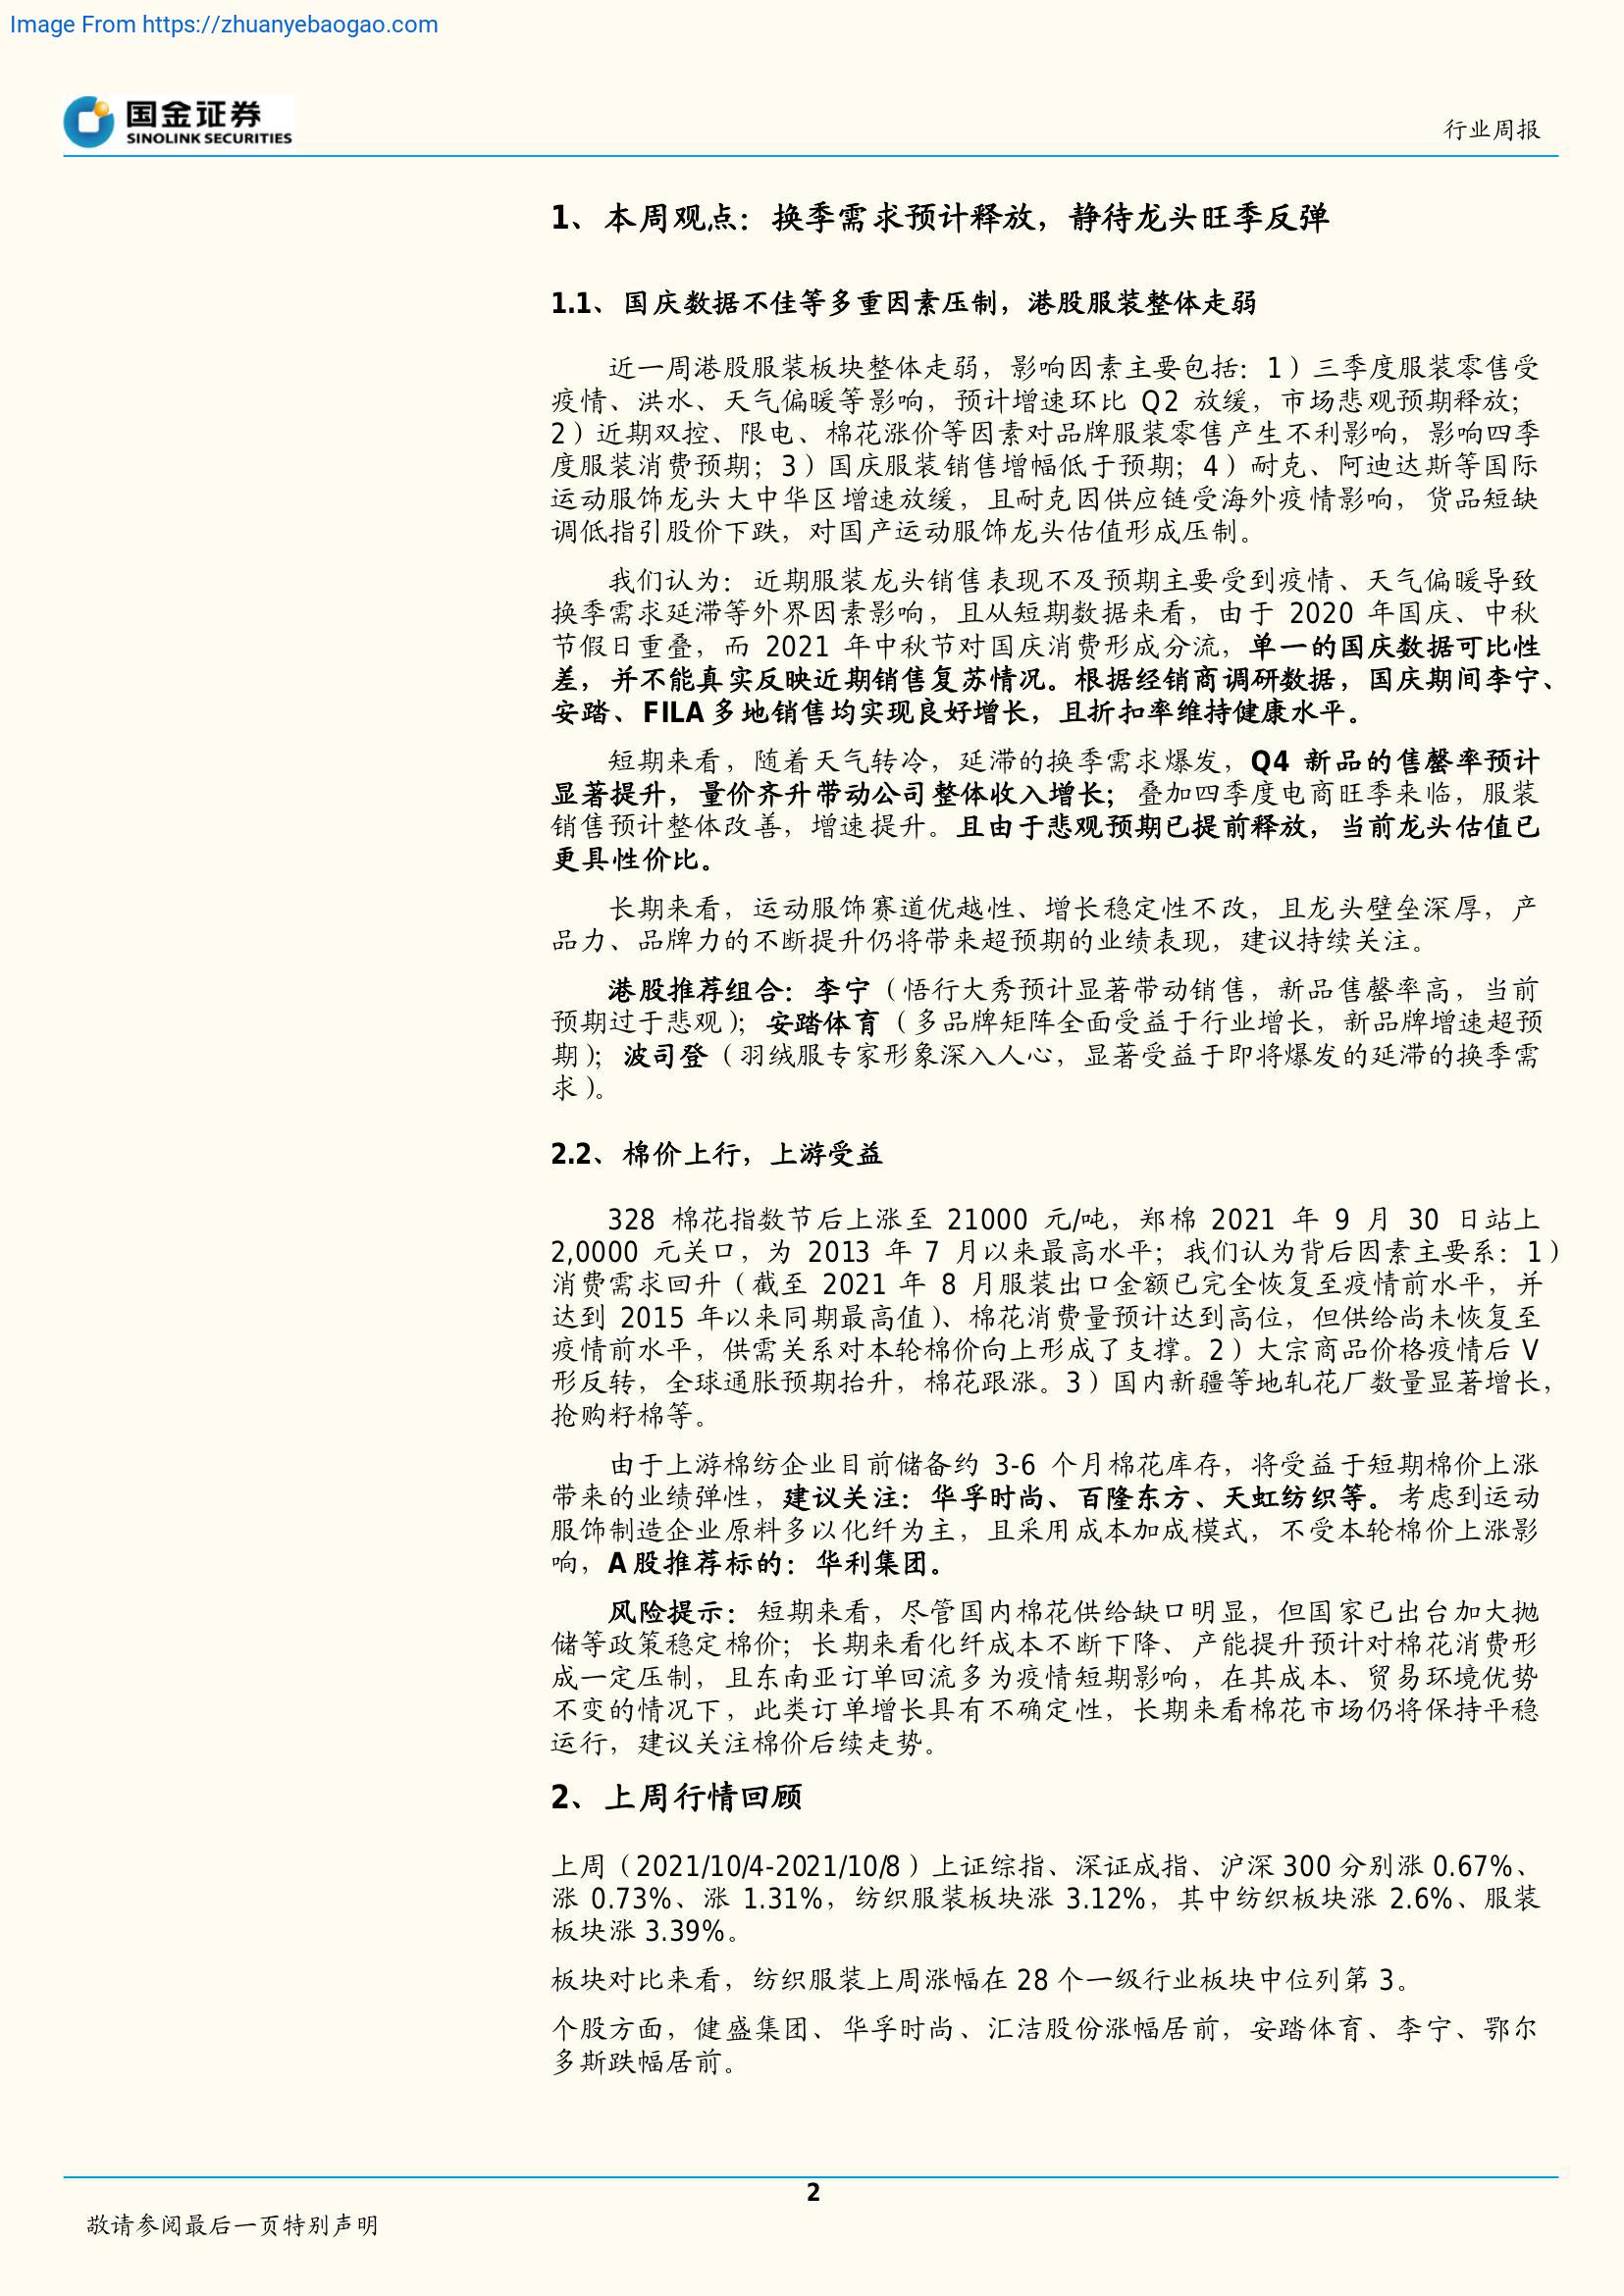 Image From https://zhuanyebaogao.com
国金证券
SINOLINK SECURITIES
行业周报
1、本周观点：换季需求预计释放，静待龙头旺季反弹
1.1、国庆数据不佳等多重因素压制，港股服装整体走弱
近一周港股服装板块整体走弱，影响因素主要包括：1）三季度服装零售受
疫情、洪水、天气偏暖等影响，预计增速环比 Q2 放缓，市场悲观预期释放；
2）近期双控、限电、棉花涨价等因素对品牌服装零售产生不利影响，影响四季
度服装消费预期；3）国庆服装销售增幅低于预期；4）耐克、阿迪达斯等国际
运动服饰龙头大中华区增速放缓，且耐克因供应链受海外疫情影响，货品短缺
调低指引股价下跌，对国产运动服饰龙头估值形成压制。
我们认为：近期服装龙头销售表现不及预期主要受到疫情、天气偏暖导致
换季需求延滞等外界因素影响，且从短期数据来看，由于 2020 年国庆、中秋
节假日重叠，而 2021 年中秋节对国庆消费形成分流，单一的国庆数据可比性
差，并不能真实反映近期销售复苏情况。根据经销商调研数据，国庆期间李宁、
安踏、FILA 多地销售均实现良好增长，且折扣率维持健康水平。
短期来看，随着天气转冷，延滞的换季需求爆发，Q4 新品的售罄率预计
显著提升，量价齐升带动公司整体收入增长；叠加四季度电商旺季来临，服装
销售预计整体改善，增速提升。且由于悲观预期已提前释放，当前龙头估值已
更具性价比。
长期来看，运动服饰赛道优越性、增长稳定性不改，且龙头壁垒深厚，产
品力、品牌力的不断提升仍将带来超预期的业绩表现，建议持续关注。
港股推荐组合：李宁（悟行大秀预计显著带动销售，新品售罄率高，当前
预期过于悲观）；安踏体育（多品牌矩阵全面受益于行业增长，新品牌增速超预
期）；波司登（羽绒服专家形象深入人心，显著受益于即将爆发的延滞的换季需
求）。
2.2、棉价上行，上游受益
328 棉花指数节后上涨至 21000 元/吨，郑棉 2021 年 9 月 30 日站上
2,0000 元关口，为 2013 年 7 月以来最高水平；我们认为背后因素主要系：1）
消费需求回升（截至 2021 年 8 月服装出口金额已完全恢复至疫情前水平，并
达到 2015 年以来同期最高值）、棉花消费量预计达到高位，但供给尚未恢复至
疫情前水平，供需关系对本轮棉价向上形成了支撑。2）大宗商品价格疫情后 V
形反转，全球通胀预期抬升，棉花跟涨。3）国内新疆等地轧花厂数量显著增长，
抢购籽棉等。
由于上游棉纺企业目前储备约 3-6 个月棉花库存，将受益于短期棉价上涨
带来的业绩弹性，建议关注：华孚时尚、百隆东方、天虹纺织等。考虑到运动
服饰制造企业原料多以化纤为主，且采用成本加成模式，不受本轮棉价上涨影
响，A 股推荐标的：华利集团。
风险提示：短期来看，尽管国内棉花供给缺口明显，但国家已出台加大抛
储等政策稳定棉价；长期来看化纤成本不断下降、产能提升预计对棉花消费形
成一定压制，且东南亚订单回流多为疫情短期影响，在其成本、贸易环境优势
不变的情况下，此类订单增长具有不确定性，长期来看棉花市场仍将保持平稳
运行，建议关注棉价后续走势。
2、上周行情回顾
上周（2021/10/4-2021/10/8）上证综指、深证成指、沪深 300 分别涨 0.67%、
涨 0.73%、涨 1.31%，纺织服装板块涨 3.12%，其中纺织板块涨 2.6%、服装
板块涨 3.39%。
板块对比来看，纺织服装上周涨幅在 28 个一级行业板块中位列第 3。
个股方面，健盛集团、华孚时尚、汇洁股份涨幅居前，安踏体育、李宁、鄂尔
多斯跌幅居前。
2
敬请参阅最后一页特别声明